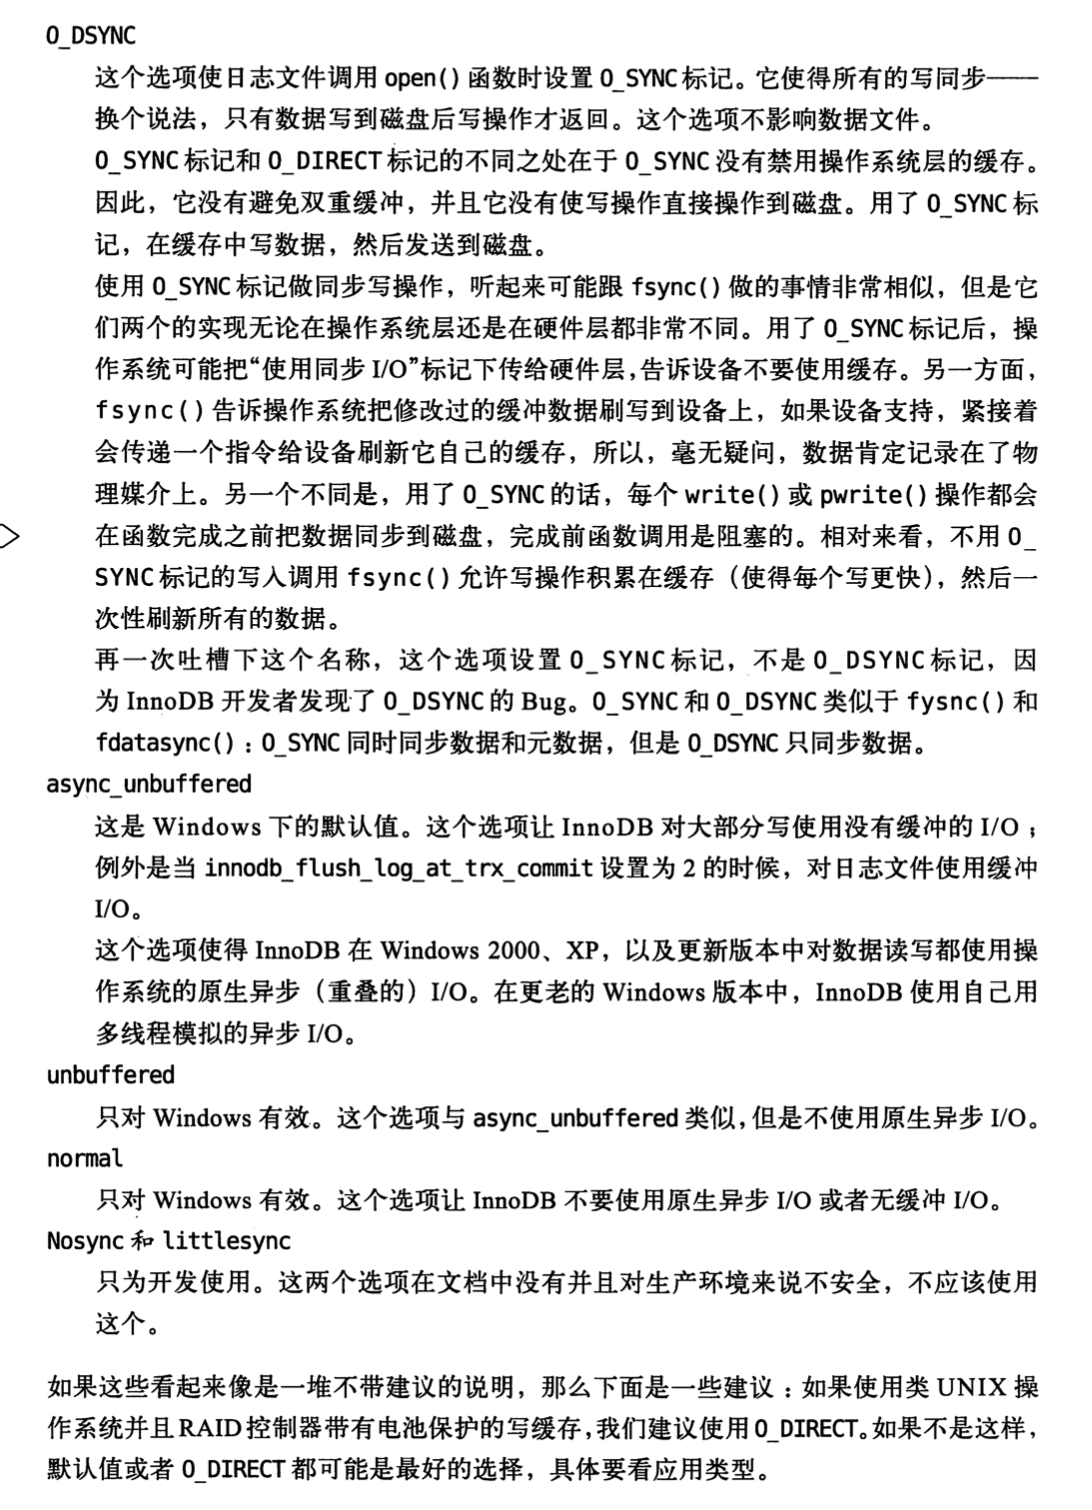 O_DSYNC
这个选项使日志文件调用 open() 函数时设置 O_SYNC 标记。它使得所有的写同步——
换个说法，只有数据写到磁盘后写操作才返回。这个选项不影响数据文件。
O_SYNC 标记和 O_DIRECT 标记的不同之处在于 O_SYNC 没有禁用操作系统层的缓存。
因此，它没有避免双重缓冲，并且它没有使写操作直接操作到磁盘。用了 O_SYNC 标
记，在缓存中写数据，然后发送到磁盘。
使用 O_SYNC 标记做同步写操作，听起来可能跟 fsync() 做的事情非常相似，但是它
们两个的实现无论在操作系统层还是在硬件层都非常不同。用了 O_SYNC 标记后，操
作系统可能把“使用同步 I/O”标记下传给硬件层，告诉设备不要使用缓存。另一方面，
fsync() 告诉操作系统把修改过的缓冲数据刷写到设备上，如果设备支持，紧接着
会传递一个指令给设备刷新它自己的缓存，所以，毫无疑问，数据肯定记录在了物
理媒介上。另一个不同是，用了 O_SYNC 的话，每个 write() 或 pwrite() 操作都会
在函数完成之前把数据同步到磁盘，完成前函数调用是阻塞的。相对来看，不用 O_
SYNC 标记的写入调用 fsync() 允许写操作积累在缓存（使得每个写更快），然后一
次性刷新所有的数据。
再一次吐槽下这个名称，这个选项设置 O_SYNC 标记，不是 O_DSYNC 标记，因
为 InnoDB 开发者发现了 O_DSYNC 的 Bug。O_SYNC 和 O_DSYNC 类似于 fysnc() 和
fdatasync()：O_SYNC 同时同步数据和元数据，但是 O_DSYNC 只同步数据。
async_unbuffered
这是 Windows 下的默认值。这个选项让 InnoDB 对大部分写使用没有缓冲的 I/O；
例外是当 innodb_flush_log_at_trx_commit 设置为 2 的时候，对日志文件使用缓冲
I/O。
这个选项使得 InnoDB 在 Windows 2000、XP，以及更新版本中对数据读写都使用操
作系统的原生异步（重叠的）I/O。在更老的 Windows 版本中，InnoDB 使用自己用
多线程模拟的异步 I/O。
unbuffered
只对 Windows 有效。这个选项与 async_unbuffered 类似，但是不使用原生异步 I/O。
normal
只对 Windows 有效。这个选项让 InnoDB 不要使用原生异步 I/O 或者无缓冲 I/O。
Nosync 和 littlesync
只为开发使用。这两个选项在文档中没有并且对生产环境来说不安全，不应该使用
这个。
如果这些看起来像是一堆不带建议的说明，那么下面是一些建议：如果使用类 UNIX 操
作系统并且 RAID 控制器带有电池保护的写缓存，我们建议使用 O_DIRECT。如果不是这样，
默认值或者 O_DIRECT 都可能是最好的选择，具体要看应用类型。